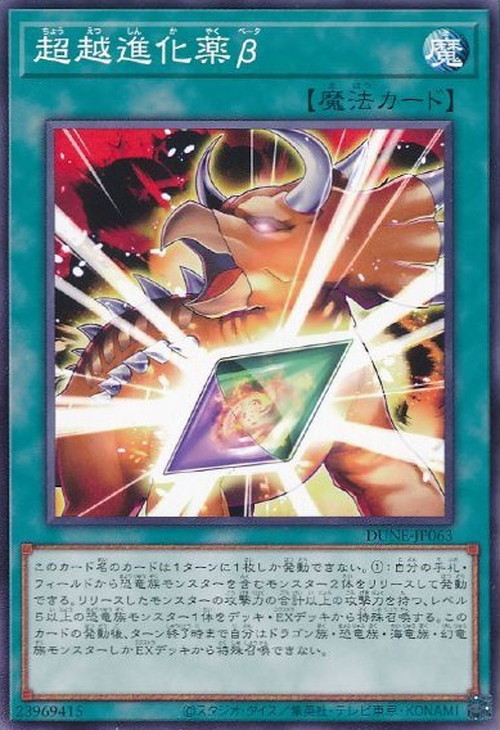 超越進化薬β
魔
【魔法カード】
DUNE-JP063
このカード名のカードは1ターンに1枚しか発動できない。①:自分の手札・
フィールドから恐竜族モンスターを含むモンスター2体をリリースして発動
できる。リリースしたモンスターの攻撃力の合計以上の攻撃力を持つ、レベル
5以上の恐竜族モンスター1体をデッキ・EXデッキから特殊召喚する。この
カードの発動後、ターン終了時まで自分はドラゴン族・恐竜族・海竜族・幻竜
族モンスターしかEXデッキから特殊召喚できない。
23969415
©スタジオ・ダイス/集英社・テレビ東京・KONAMI